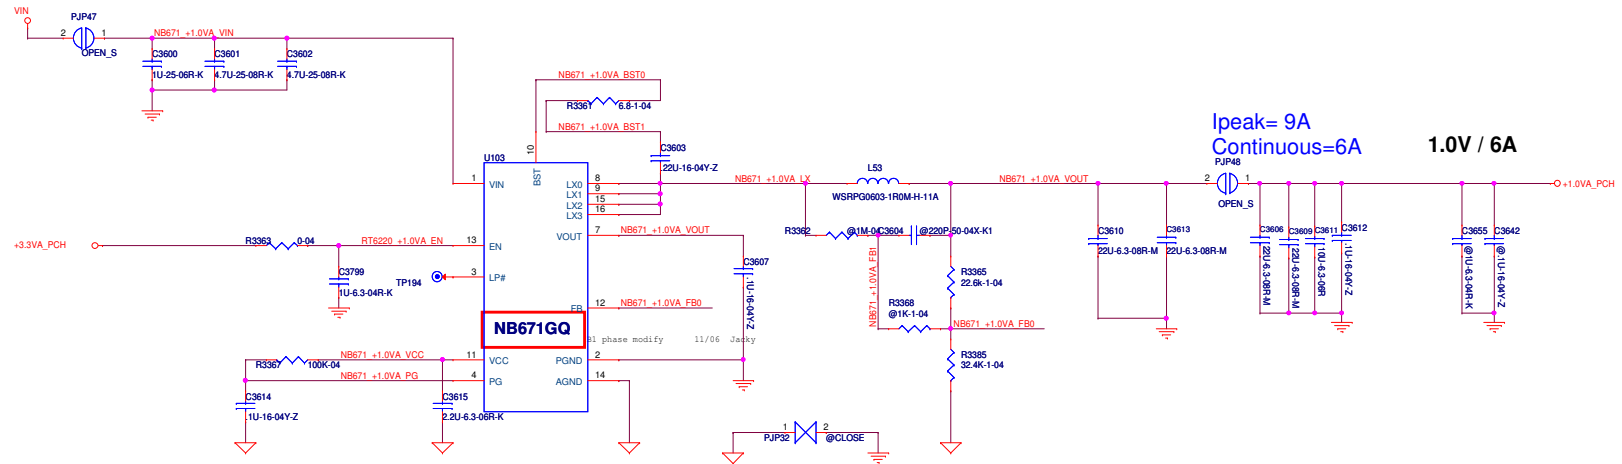 VIN
PJP47
2
1
OPEN_S
NB671_+1.0VA_VIN
C3600
1U-25-06R-K
C3601
4.7U-25-08R-K
C3602
4.7U-25-08R-K
NB671_+1.0VA_BST0
R3361
6.8-1-04
NB671_+1.0VA_BST1
C3603
.22U-16-04Y-Z
U103
10
BST
1
VIN
LX0
8
LX1
9
LX2
15
LX3
16
NB671_+1.0VA_LX
L53
WSRPG0603-1R0M-H-11A
NB671_+1.0VA_VOUT
Ipeak= 9A
Continuous=6A
1.0V / 6A
PJP48
2
1
OPEN_S
+1.0VA_PCH
+3.3VA_PCH
R3363
0-04
RT6220_+1.0VA_EN
13
EN
C3799
1U-6.3-04R-K
TP194
3
LP#
VOUT
7
NB671_+1.0VA_VOUT
C3607
.1U-16-04Y-Z
FB
12
NB671_+1.0VA_FB0
NB671GQ
B1 phase modify
11/06 Jacky
R3362
@1M-04
C3604
@220P-50-04X-K1
NB671_+1.0VA_FB1
R3365
22.6k-1-04
R3368
@1K-1-04
NB671_+1.0VA_FB0
R3385
32.4K-1-04
C3610
22U-6.3-08R-M
C3613
22U-6.3-08R-M
C3606
22U-6.3-08R-M
C3609
22U-6.3-08R-M
C3611
10U-6.3-06R
C3612
.1U-16-04Y-Z
C3655
@.1U-6.3-04R-K
C3642
@.1U-16-04Y-Z
R3367
100K-04
NB671_+1.0VA_VCC
11
VCC
NB671_+1.0VA_PG
4
PG
PGND
2
AGND
14
C3614
.1U-16-04Y-Z
C3615
2.2U-6.3-06R-K
PJP32
1
2
@CLOSE